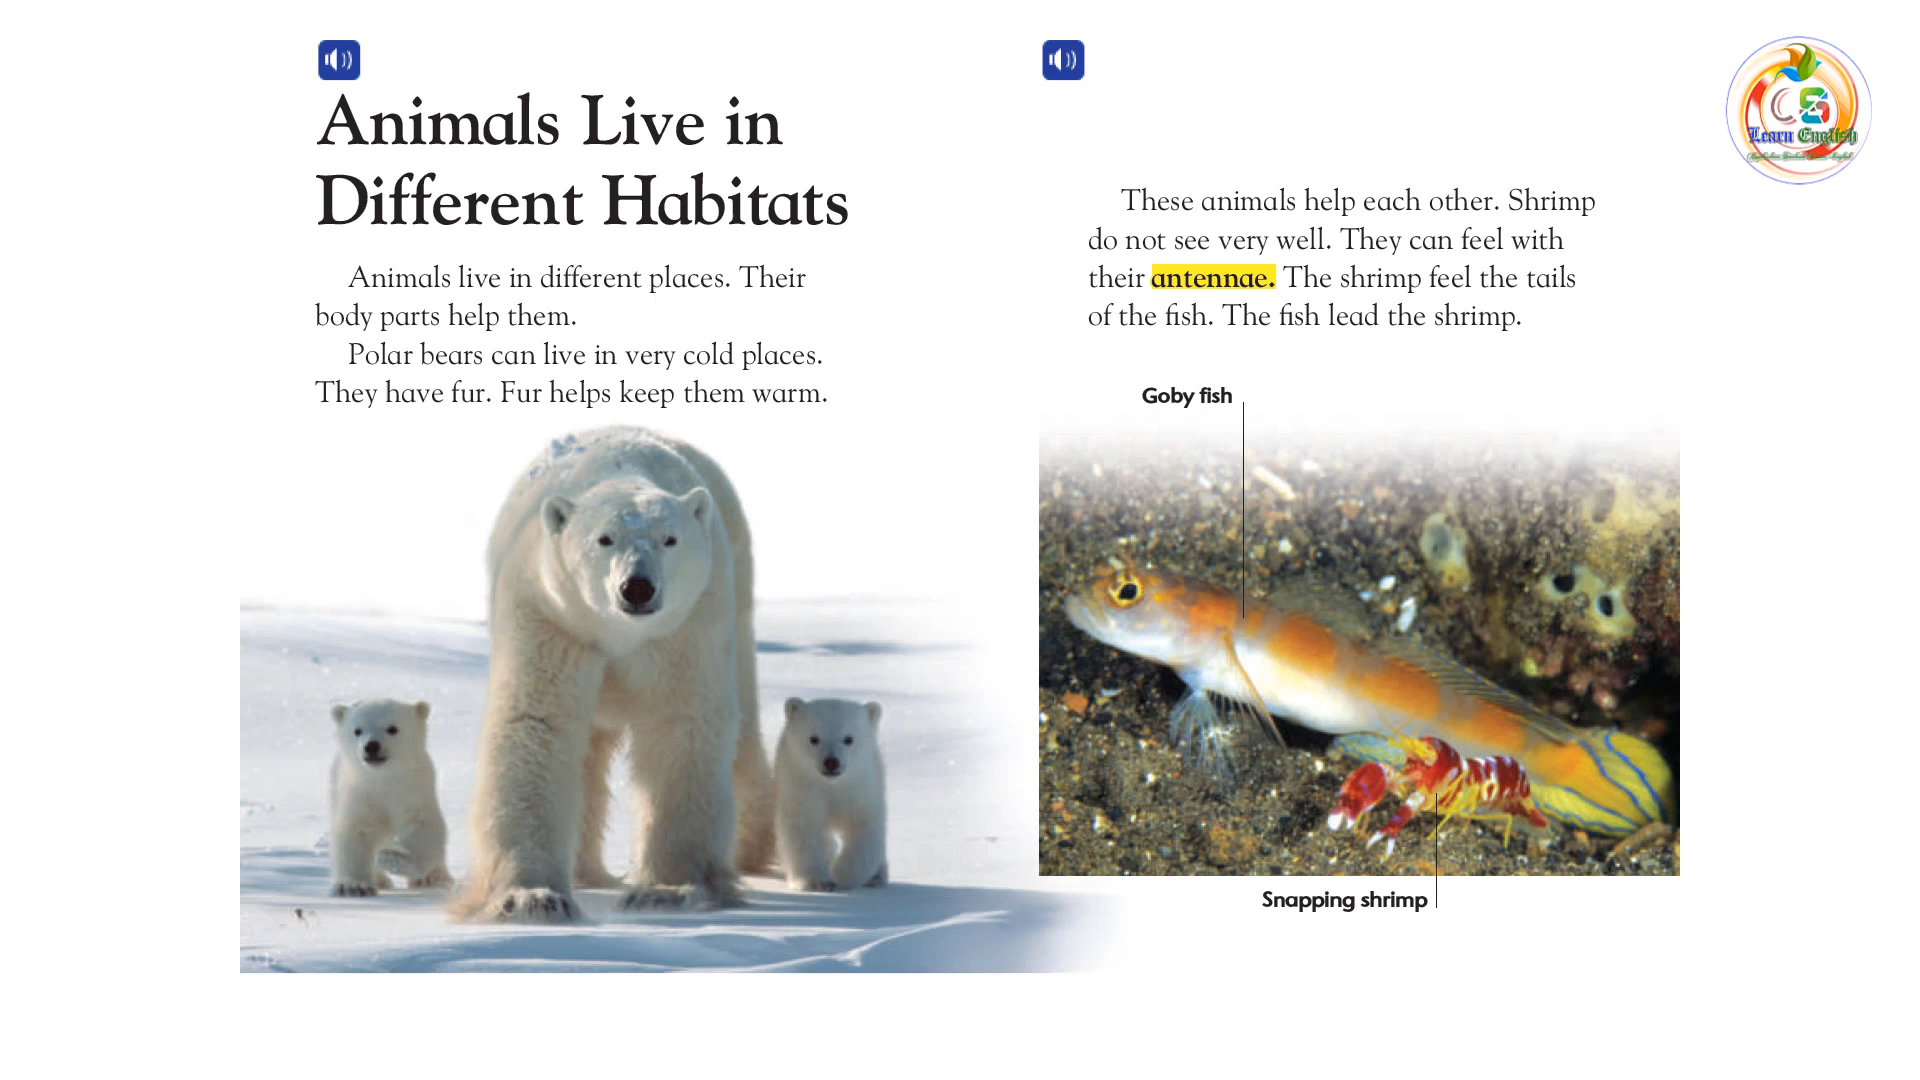 Animals Live in
Different Habitats
Animals live in different places. Their
body parts help them.
Polar bears can live in very cold places.
They have fur. Fur helps keep them warm.
These animals help each other. Shrimp
do not see very well. They can feel with
their antennae. The shrimp feel the tails
of the fish. The fish lead the shrimp.
Goby fish
Snapping shrimp
CS
Learn English